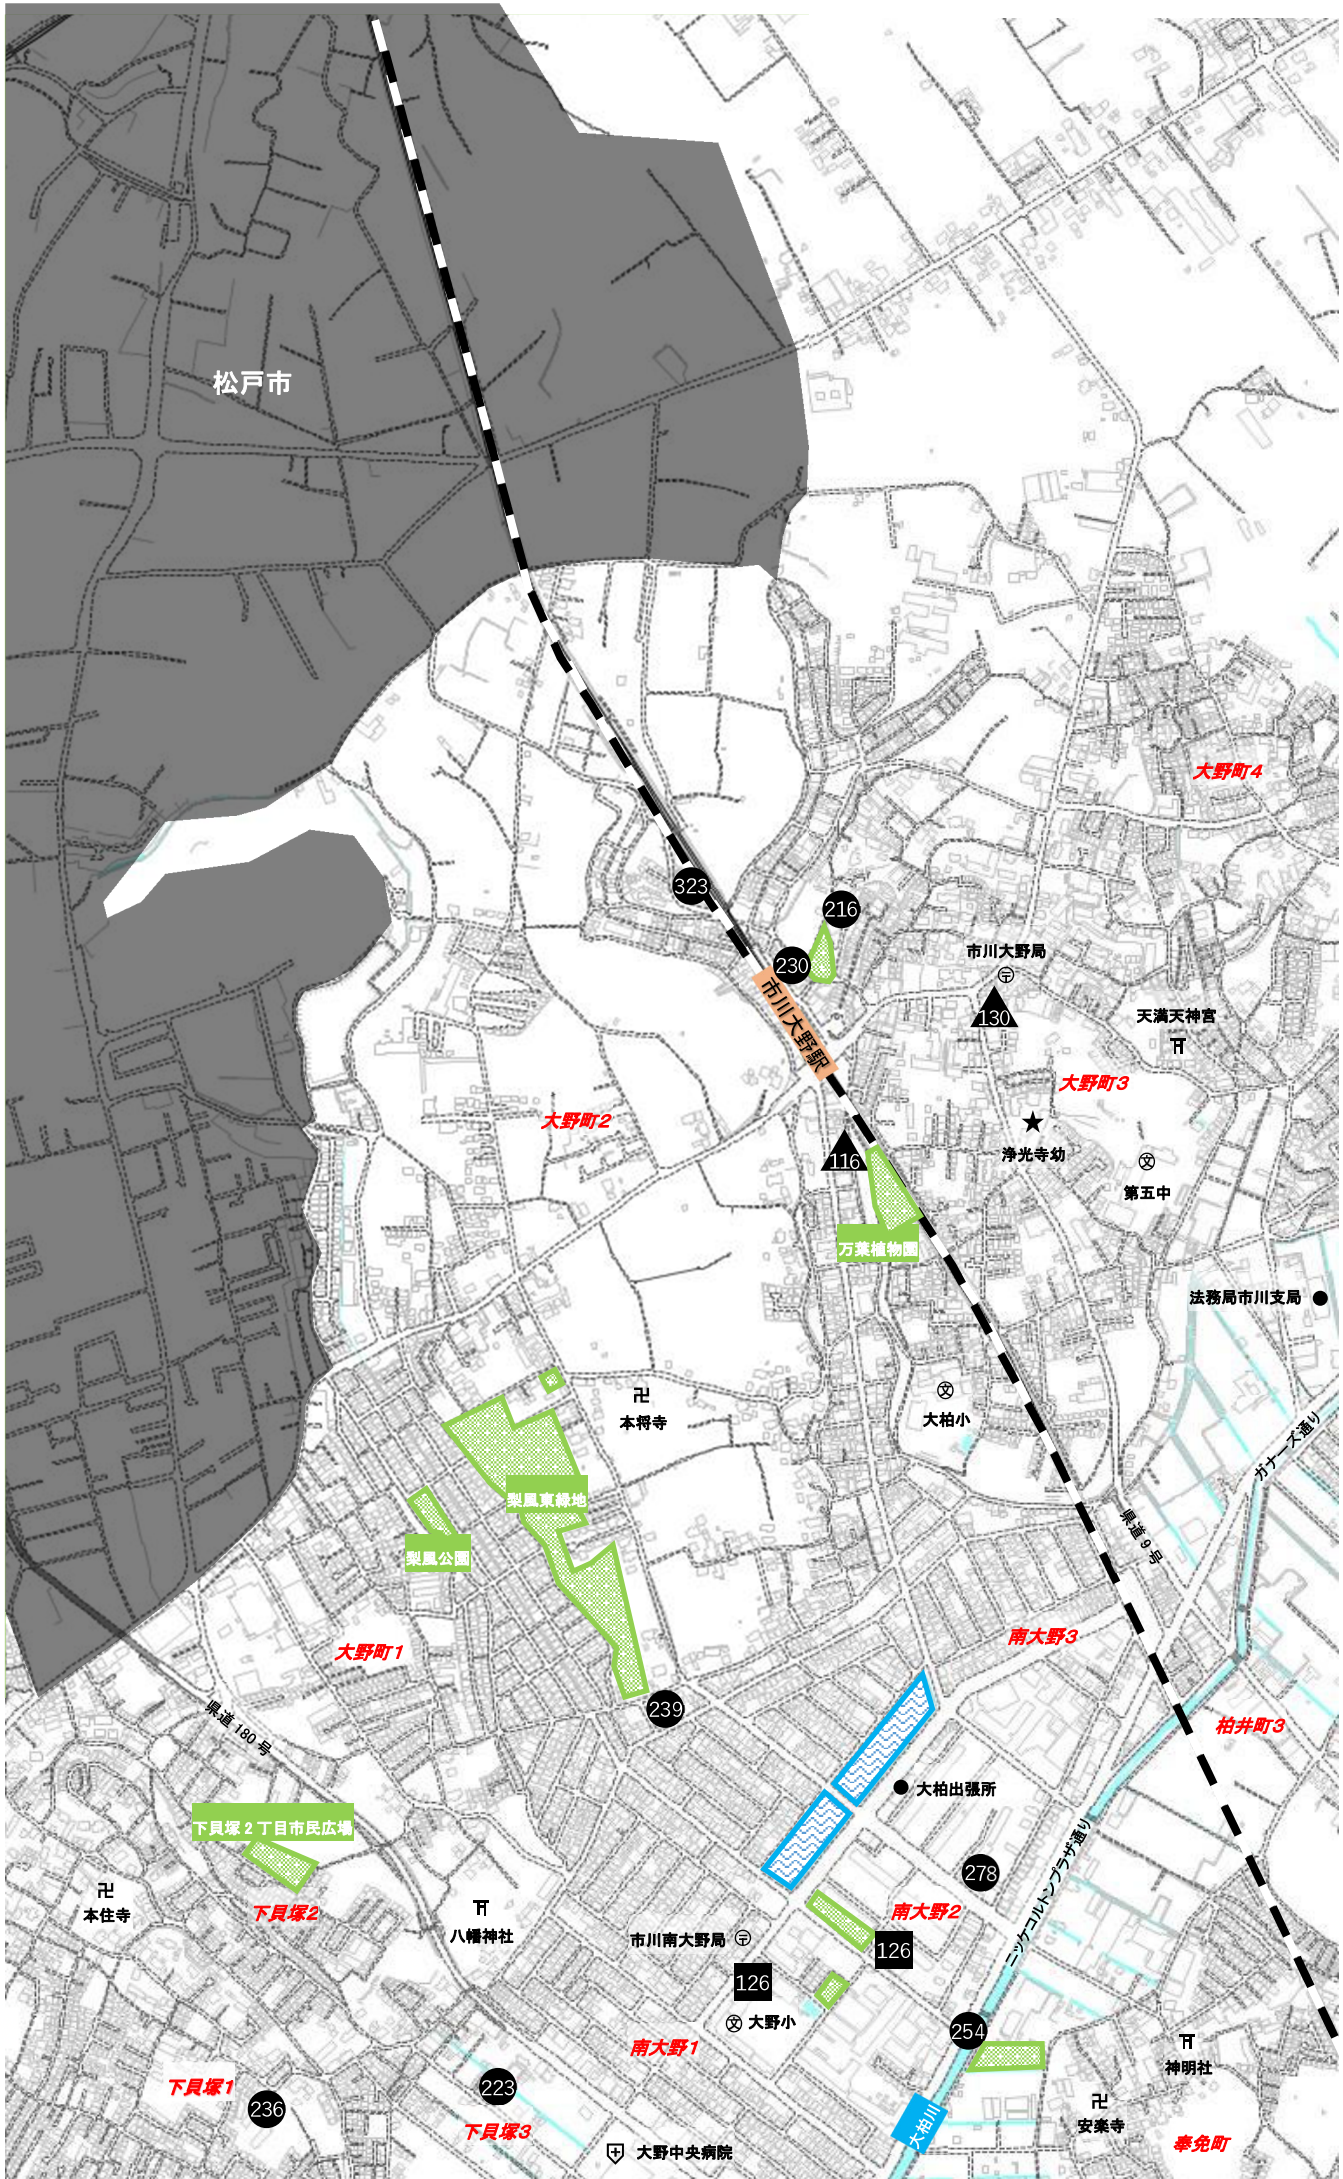 松戸市
大野町4
323
216
230
市川大野局
130
天満天神宮
市川大野駅
大野町3
大野町2
浄光寺幼
116
文
第五中
万葉植物園
法務局市川支局
文
大柏小
本将寺
ガナーズ通り
梨風東緑地
県道9号
梨風公園
南大野3
大野町1
239
県道180号
柏井町3
大柏出張所
下貝塚2丁目市民広場
278
ニッケコルトンプラザ通り
本住寺
下貝塚2
南大野2
八幡神社
市川南大野局
126
126
文
大野小
254
南大野1
神明社
下貝塚1
223
236
下貝塚3
安楽寺
大柏川
奉免町
大野中央病院